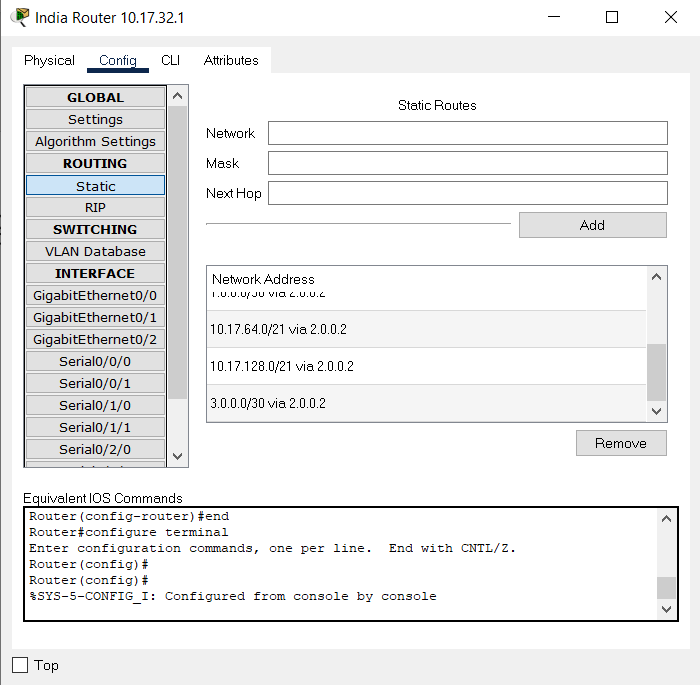 India Router 10.17.32.1
Physical Config CLI Attributes
GLOBAL
Settings
Algorithm Settings
ROUTING
Static
RIP
SWITCHING
VLAN Database
INTERFACE
GigabitEthernet0/0
GigabitEthernet0/1
GigabitEthernet0/2
Serial0/0/0
Serial0/0/1
Serial0/1/0
Serial0/1/1
Serial0/2/0
Static Routes
Network
Mask
Next Hop
Add
Network Address
1.0.0.0/30 via 2.0.0.2
10.17.64.0/21 via 2.0.0.2
10.17.128.0/21 via 2.0.0.2
3.0.0.0/30 via 2.0.0.2
Remove
Equivalent IOS Commands
Router(config-router)#end
Router#configure terminal
Enter configuration commands, one per line.  End with CNTL/Z.
Router(config)#
Router(config)#
%SYS-5-CONFIG_I: Configured from console by console
Top